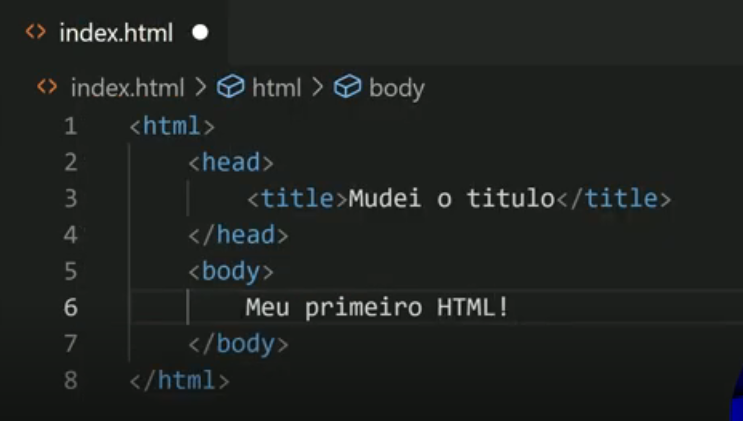 index.html
index.html > html > body
1 <html>
2 <head>
3 <title>Mudei o titulo</title>
4 </head>
5 <body>
6 Meu primeiro HTML!
7 </body>
8 </html>